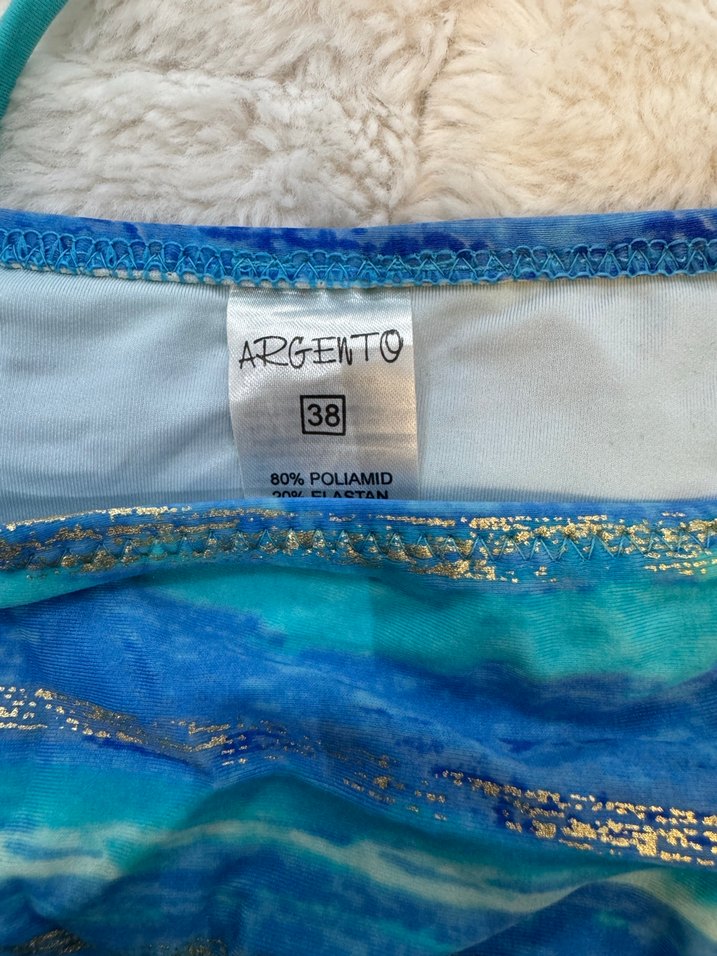 ARGENTO
38
80% POLIAMID
20% ELASTAN